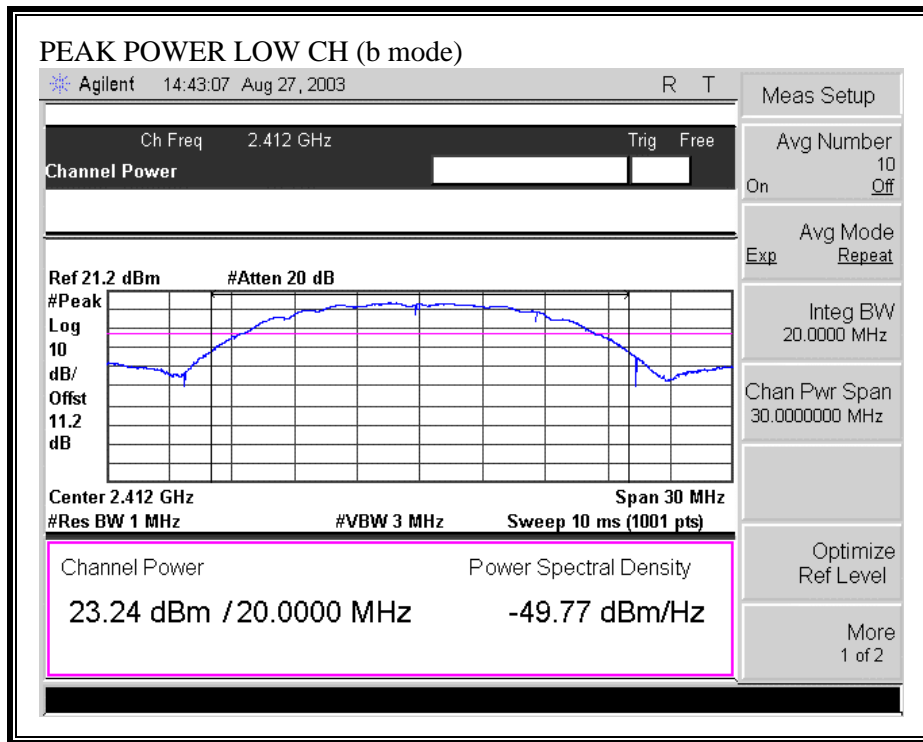 PEAK POWER LOW CH (b mode)
Agilent 14:43:07 Aug 27, 2003 R T
Ch Freq 2.412 GHz Trig Free
Channel Power
Ref 21.2 dBm #Atten 20 dB
#Peak
Log
10
dB/
Offst
11.2
dB
Center 2.412 GHz Span 30 MHz
#Res BW 1 MHz #VBW 3 MHz Sweep 10 ms (1001 pts)
Channel Power Power Spectral Density
23.24 dBm / 20.0000 MHz -49.77 dBm/Hz
Meas Setup
Avg Number
10
On Off
Avg Mode
Exp Repeat
Integ BW
20.0000 MHz
Chan Pwr Span
30.0000000 MHz
Optimize
Ref Level
More
1 of 2